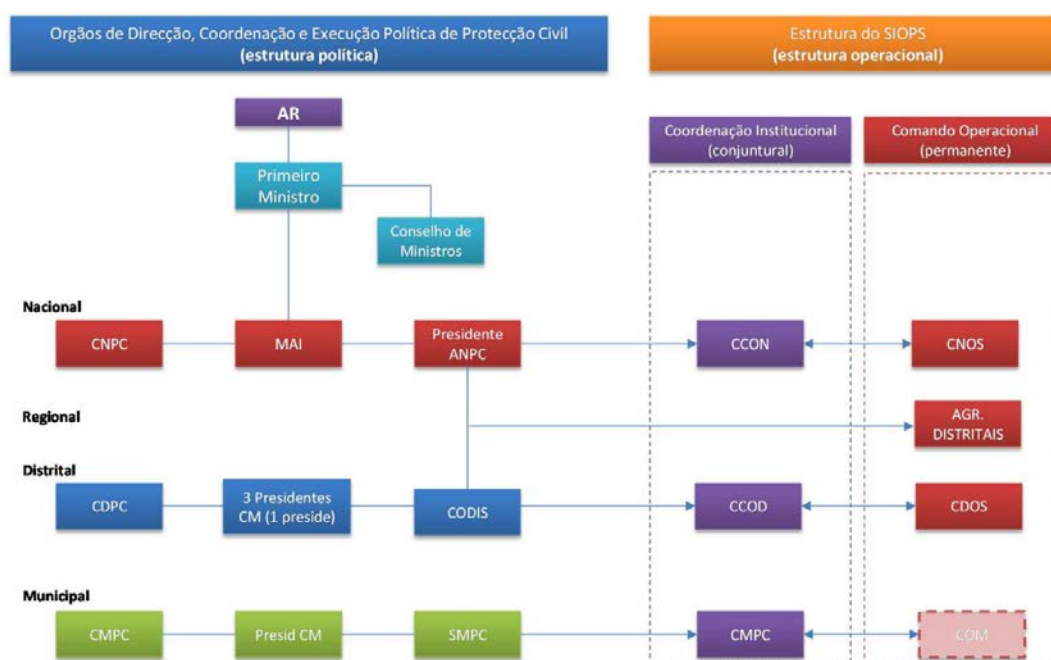 Orgãos de Direcção, Coordenação e Execução Política de Protecção Civil
(estrutura política)
Estrutura do SIOPS
(estrutura operacional)
AR
Coordenação Institucional
(conjuntural)
Comando Operacional
(permanente)
Primeiro
Ministro
Conselho de
Ministros
Nacional
CNPC
MAI
Presidente
ANPC
CCON
CNOS
Regional
AGR.
DISTRITAIS
Distrital
CDPC
3 Presidentes
CM (1 preside)
CODIS
CCOD
CDOS
Municipal
CMPC
Presid CM
SMPC
CMPC
COM